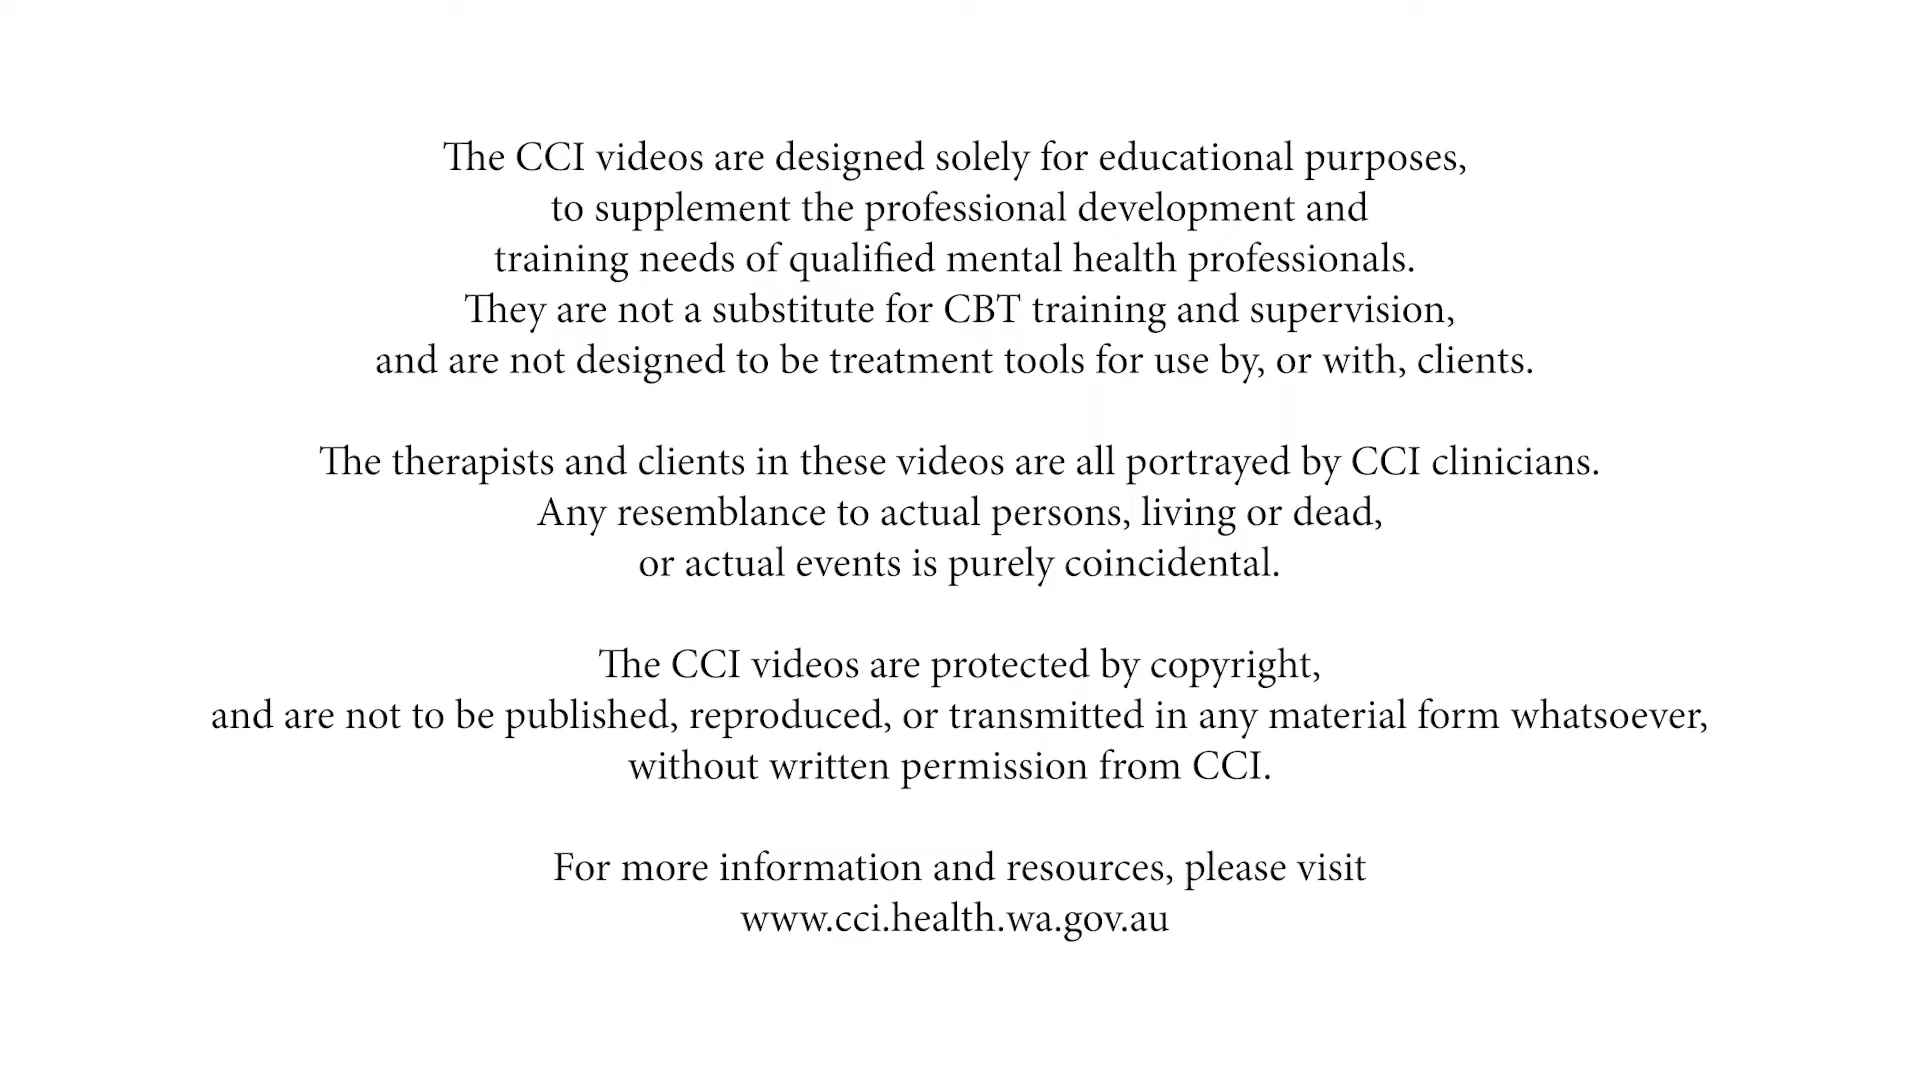 The CCI videos are designed solely for educational purposes,
to supplement the professional development and
training needs of qualified mental health professionals.
They are not a substitute for CBT training and supervision,
and are not designed to be treatment tools for use by, or with, clients.
The therapists and clients in these videos are all portrayed by CCI clinicians.
Any resemblance to actual persons, living or dead,
or actual events is purely coincidental.
The CCI videos are protected by copyright,
and are not to be published, reproduced, or transmitted in any material form whatsoever,
without written permission from CCI.
For more information and resources, please visit
www.cci.health.wa.gov.au